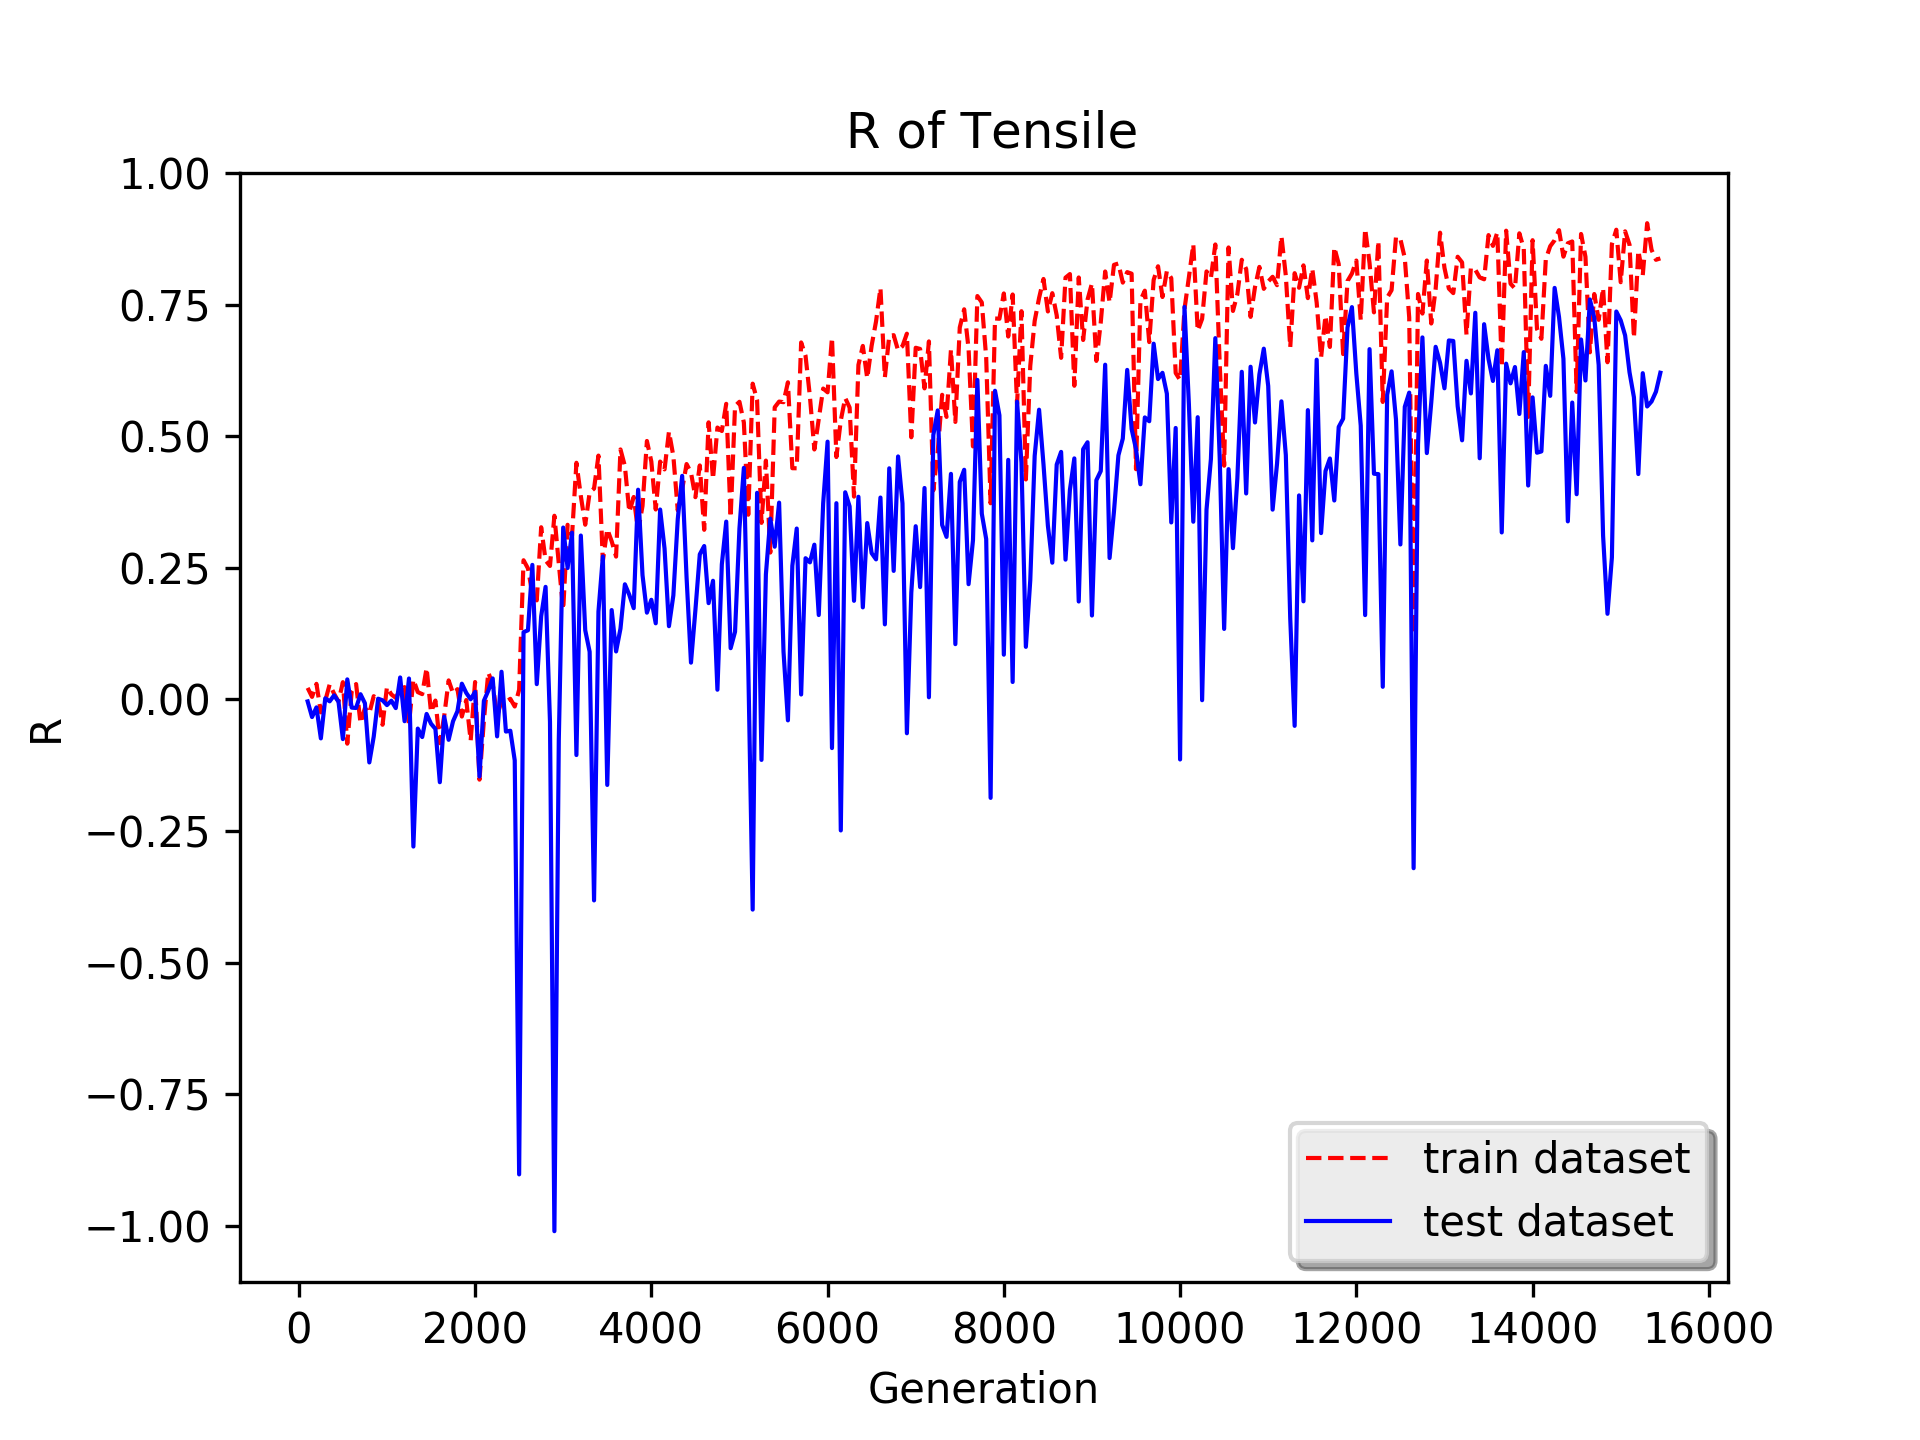 R of Tensile
1.00
0.75
0.50
0.25
0.00
−0.25
−0.50
−0.75
−1.00
R
train dataset
test dataset
0 2000 4000 6000 8000 10000 12000 14000 16000
Generation